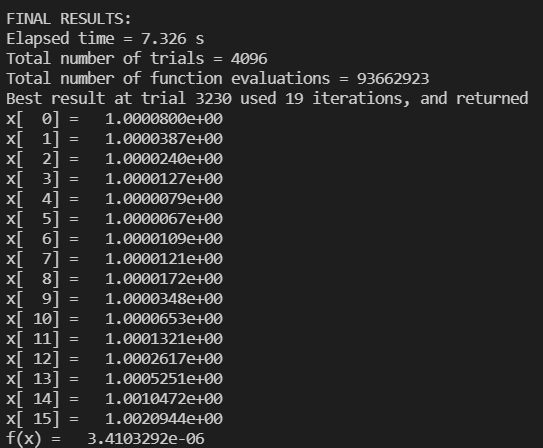 FINAL RESULTS:
Elapsed time = 7.326 s
Total number of trials = 4096
Total number of function evaluations = 93662923
Best result at trial 3230 used 19 iterations, and returned
x[  0] =   1.0000800e+00
x[  1] =   1.0000387e+00
x[  2] =   1.0000240e+00
x[  3] =   1.0000127e+00
x[  4] =   1.0000079e+00
x[  5] =   1.0000067e+00
x[  6] =   1.0000109e+00
x[  7] =   1.0000121e+00
x[  8] =   1.0000172e+00
x[  9] =   1.0000348e+00
x[ 10] =   1.0000653e+00
x[ 11] =   1.0001321e+00
x[ 12] =   1.0002617e+00
x[ 13] =   1.0005251e+00
x[ 14] =   1.0010472e+00
x[ 15] =   1.0020944e+00
f(x) =   3.4103292e-06